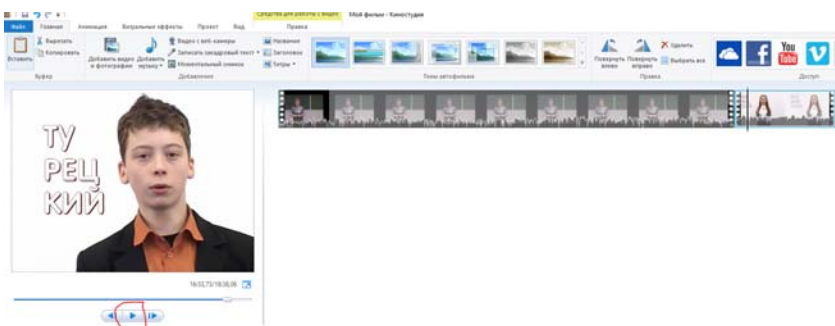 Средства для работы с видео
Мой фильм - Киностудия
Файл
Главная
Анимация
Визуальные эффекты
Проект
Вид
Правка
Вставить
Вырезать
Копировать
Буфер
Добавить видео и фотографии
Добавить музыку
Видео с веб-камеры
Записать закадровый текст
Моментальный снимок
Добавление
Название
Заголовок
Титры
Темы автофильма
Повернуть влево
Повернуть вправо
Удалить
Выбрать все
Правка
You
Tube
Доступ
ТУ
РЕЦ
КИЙ